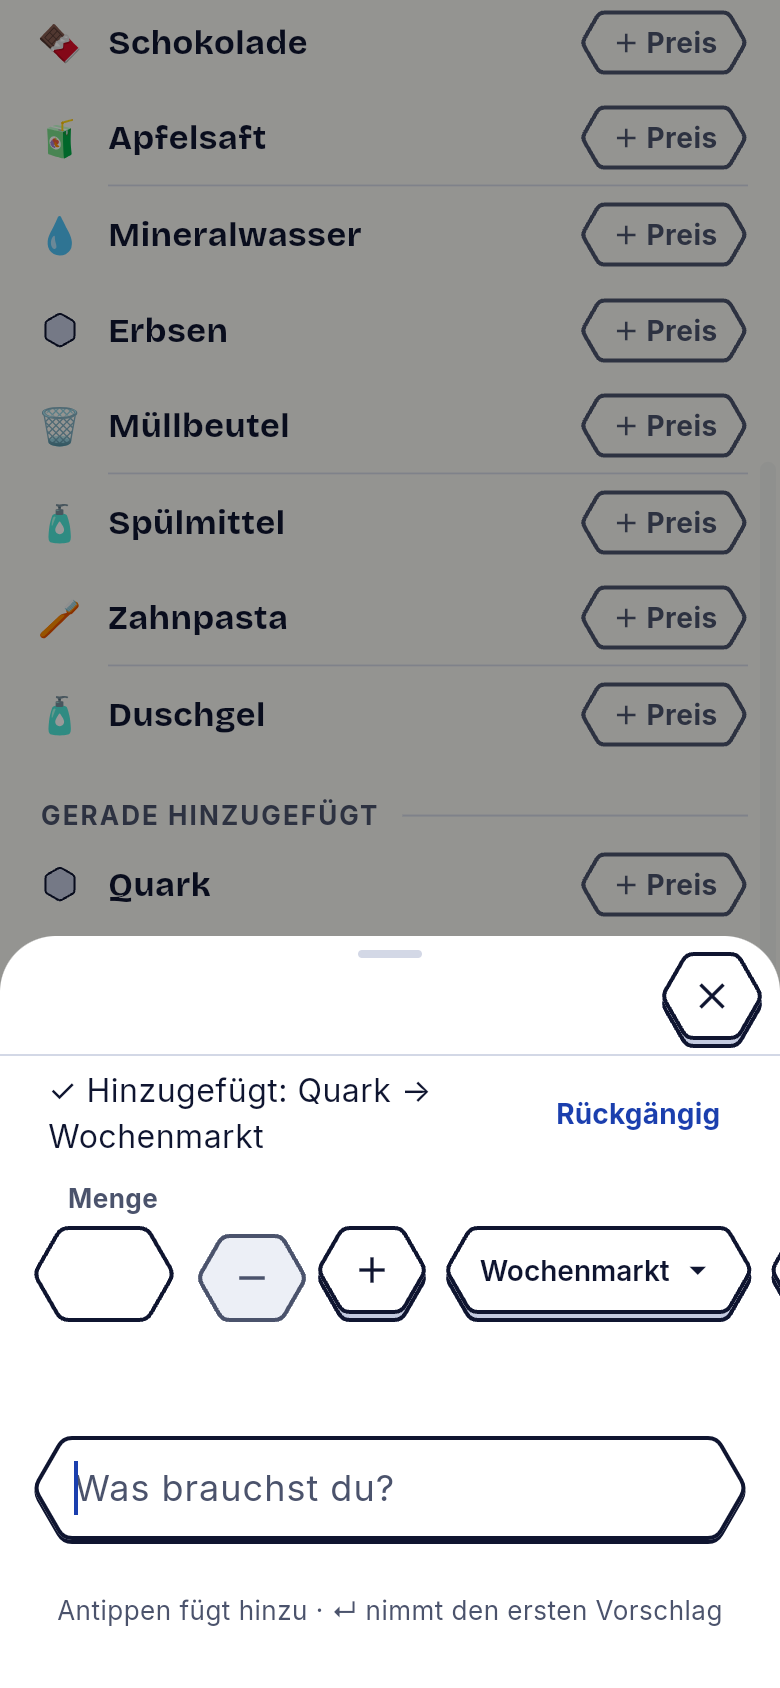 Schokolade + Preis
Apfelsaft + Preis
Mineralwasser + Preis
Erbsen + Preis
Müllbeutel + Preis
Spülmittel + Preis
Zahnpasta + Preis
Duschgel + Preis
GERADE HINZUGEFÜGT
Quark + Preis
✓ Hinzugefügt: Quark →
Wochenmarkt
Rückgängig
Menge
− + Wochenmarkt
Was brauchst du?
Antippen fügt hinzu · ↵ nimmt den ersten Vorschlag